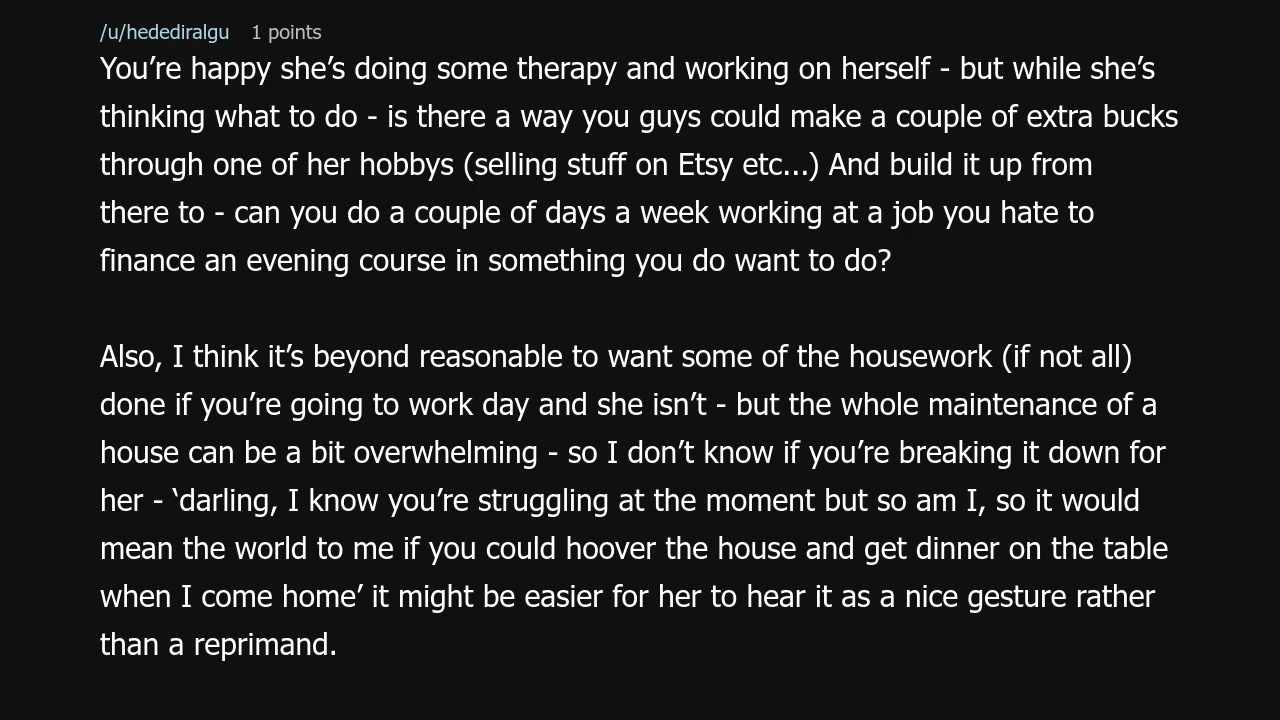 /u/hedediralgu 1 points
You’re happy she’s doing some therapy and working on herself - but while she’s
thinking what to do - is there a way you guys could make a couple of extra bucks
through one of her hobbys (selling stuff on Etsy etc...) And build it up from
there to - can you do a couple of days a week working at a job you hate to
finance an evening course in something you do want to do?
Also, I think it’s beyond reasonable to want some of the housework (if not all)
done if you’re going to work day and she isn’t - but the whole maintenance of a
house can be a bit overwhelming - so I don’t know if you’re breaking it down for
her - ‘darling, I know you’re struggling at the moment but so am I, so it would
mean the world to me if you could hoover the house and get dinner on the table
when I come home’ it might be easier for her to hear it as a nice gesture rather
than a reprimand.